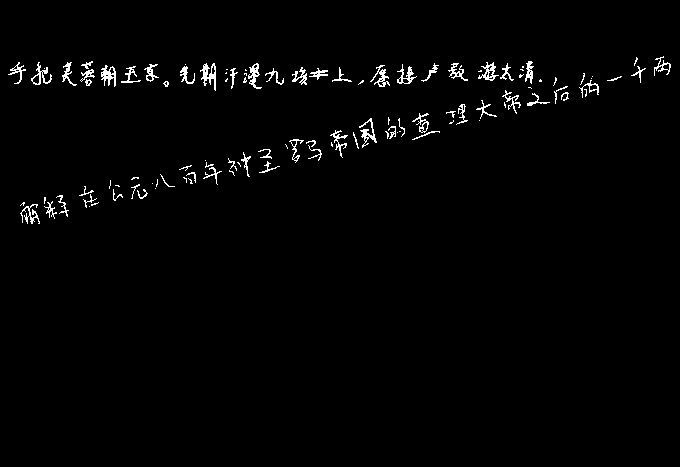 手把芙蓉朝玉京。先期汗漫九垓上，愿接卢敖游太清.
解释在公元八百年神圣罗马帝国的查理大帝之后的一千两